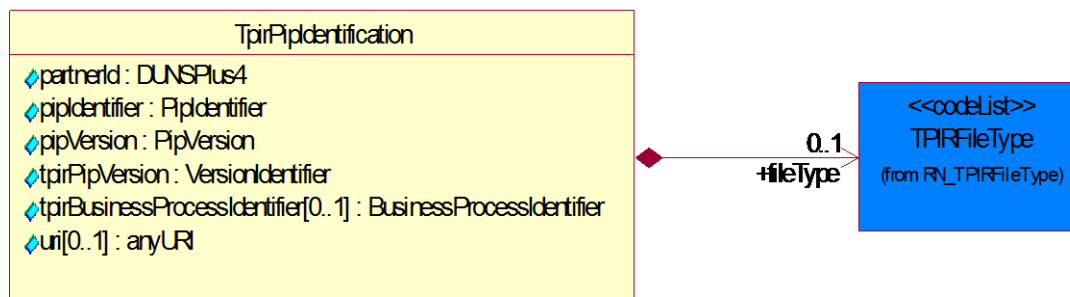 TpirPipIdentification
partnerId : DUNSPlus4
pipIdentifier : PipIdentifier
pipVersion : PipVersion
tpirPipVersion : VersionIdentifier
tpirBusinessProcessIdentifier[0..1] : BusinessProcessIdentifier
uri[0..1] : anyURI
0..1
+fileType
<<codeList>>
TPIRFileType
(from RN_TPIRFileType)